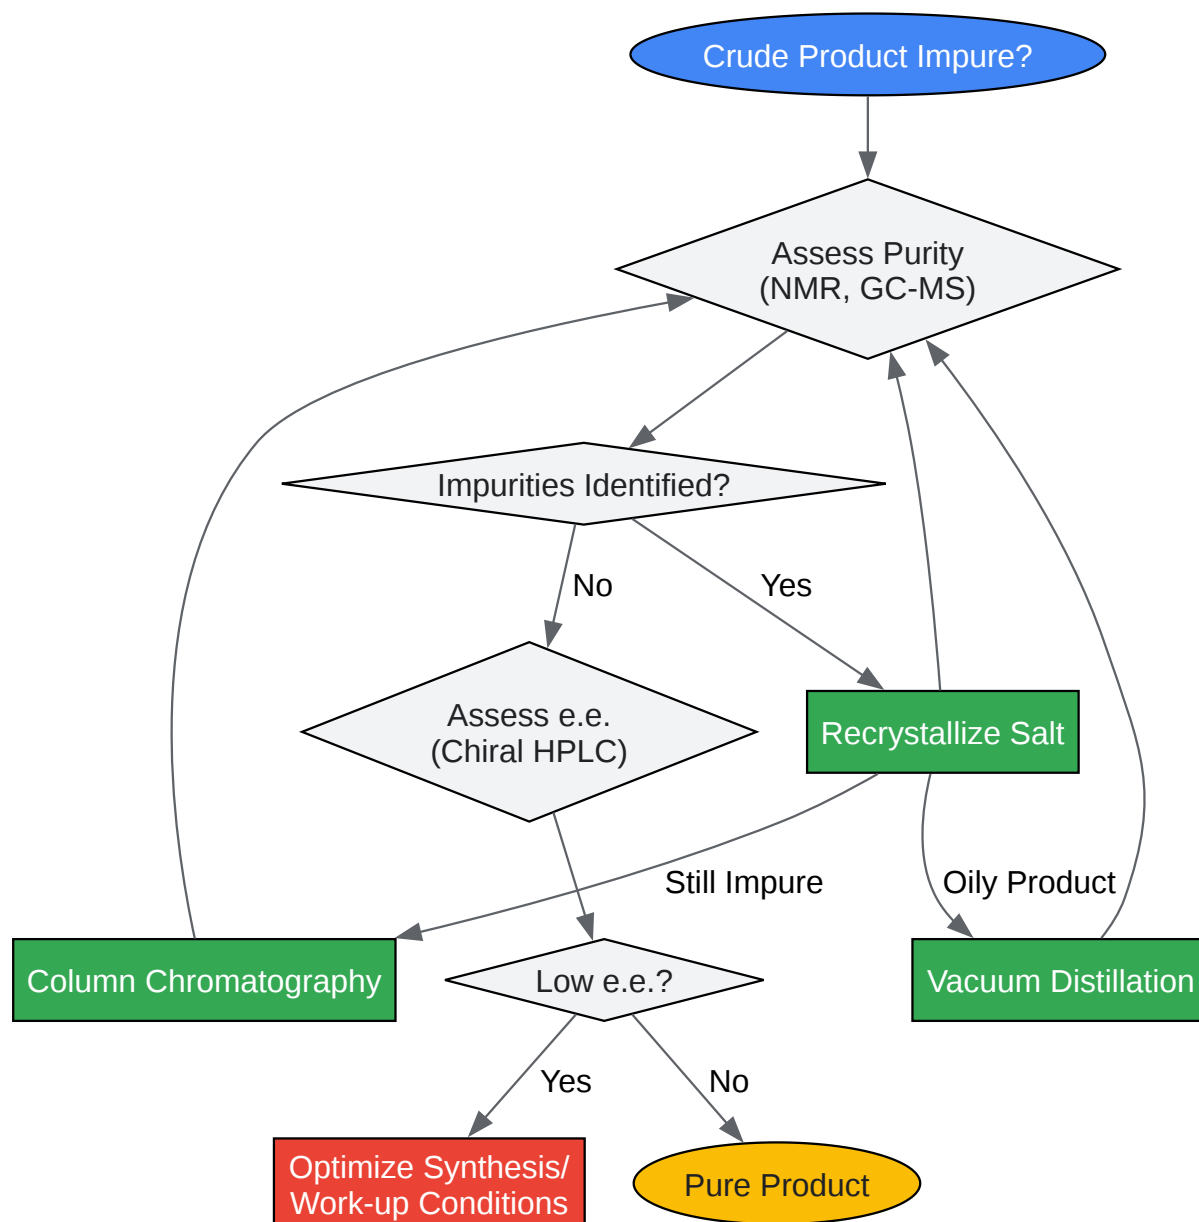 Crude Product Impure?
Assess Purity
(NMR, GC-MS)
Impurities Identified?
No
Yes
Assess e.e.
(Chiral HPLC)
Recrystallize Salt
Still Impure
Oily Product
Column Chromatography
Low e.e.?
Vacuum Distillation
Yes
No
Optimize Synthesis/
Work-up Conditions
Pure Product